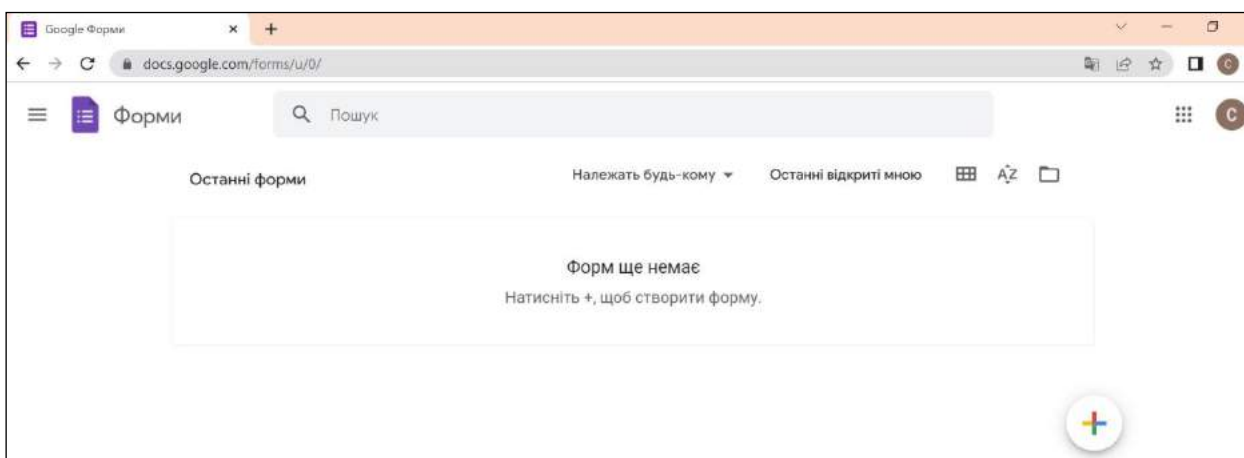 Google Форми
docs.google.com/forms/u/0/
C
Форми
Пошук
C
Останні форми
Належать будь-кому
Останні відкриті мною
AZ
Форм ще немає
Натисніть +, щоб створити форму.